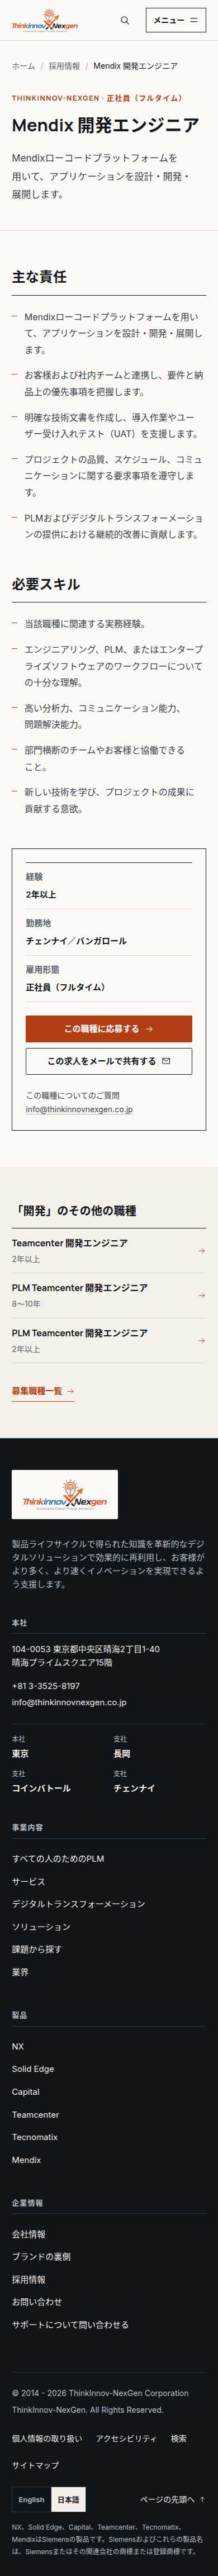 ThinkinnovXnexgen
メニュー
ホーム / 採用情報 / Mendix 開発エンジニア
THINKINNOV-NEXGEN · 正社員（フルタイム）
Mendix 開発エンジニア
Mendixローコードプラットフォームを
用いて、アプリケーションを設計・開発・
展開します。
主な責任
Mendixローコードプラットフォームを用い
て、アプリケーションを設計・開発・展開し
ます。
お客様および社内チームと連携し、要件と納
品上の優先事項を把握します。
明確な技術文書を作成し、導入作業やユー
ザー受け入れテスト（UAT）を支援します。
プロジェクトの品質、スケジュール、コミュ
ニケーションに関する要求事項を遵守しま
す。
PLMおよびデジタルトランスフォーメーショ
ンの提供における継続的改善に貢献します。
必要スキル
当該職種に関連する実務経験。
エンジニアリング、PLM、またはエンタープ
ライズソフトウェアのワークフローについて
の十分な理解。
高い分析力、コミュニケーション能力、
問題解決能力。
部門横断のチームやお客様と協働できる
こと。
新しい技術を学び、プロジェクトの成果に
貢献する意欲。
経験
2年以上
勤務地
チェンナイ／バンガロール
雇用形態
正社員（フルタイム）
この職種に応募する →
この求人をメールで共有する
この職種についてのご質問
info@thinkinnovnexgen.co.jp
「開発」のその他の職種
Teamcenter 開発エンジニア
2年以上
→
PLM Teamcenter 開発エンジニア
8〜10年
→
PLM Teamcenter 開発エンジニア
2年以上
→
募集職種一覧 →
ThinkinnovXnexgen
製品ライフサイクルで得られた知識を革新的なデジ
タルソリューションで効果的に再利用し、お客様が
より多く、より速くイノベーションを実現できるよ
う支援します。
本社
104-0053 東京都中央区晴海2丁目1-40
晴海プライムスクエア15階
+81 3-3525-8197
info@thinkinnovnexgen.co.jp
本社 支社
東京 長岡
支社 支社
コインバトール チェンナイ
事業内容
すべての人のためのPLM
サービス
デジタルトランスフォーメーション
ソリューション
課題から探す
業界
製品
NX
Solid Edge
Capital
Teamcenter
Tecnomatix
Mendix
企業情報
会社情報
ブランドの裏側
採用情報
お問い合わせ
サポートについて問い合わせる
© 2014 - 2026 ThinkInnov-NexGen Corporation
ThinkInnov-NexGen. All Rights Reserved.
個人情報の取り扱い アクセシビリティ 検索
サイトマップ
English 日本語 ページの先頭へ ↑
NX、Solid Edge、Capital、Teamcenter、Tecnomatix、
MendixはSiemensの製品です。Siemensおよびこれらの製品名
は、Siemensまたはその関連会社の商標または登録商標です。